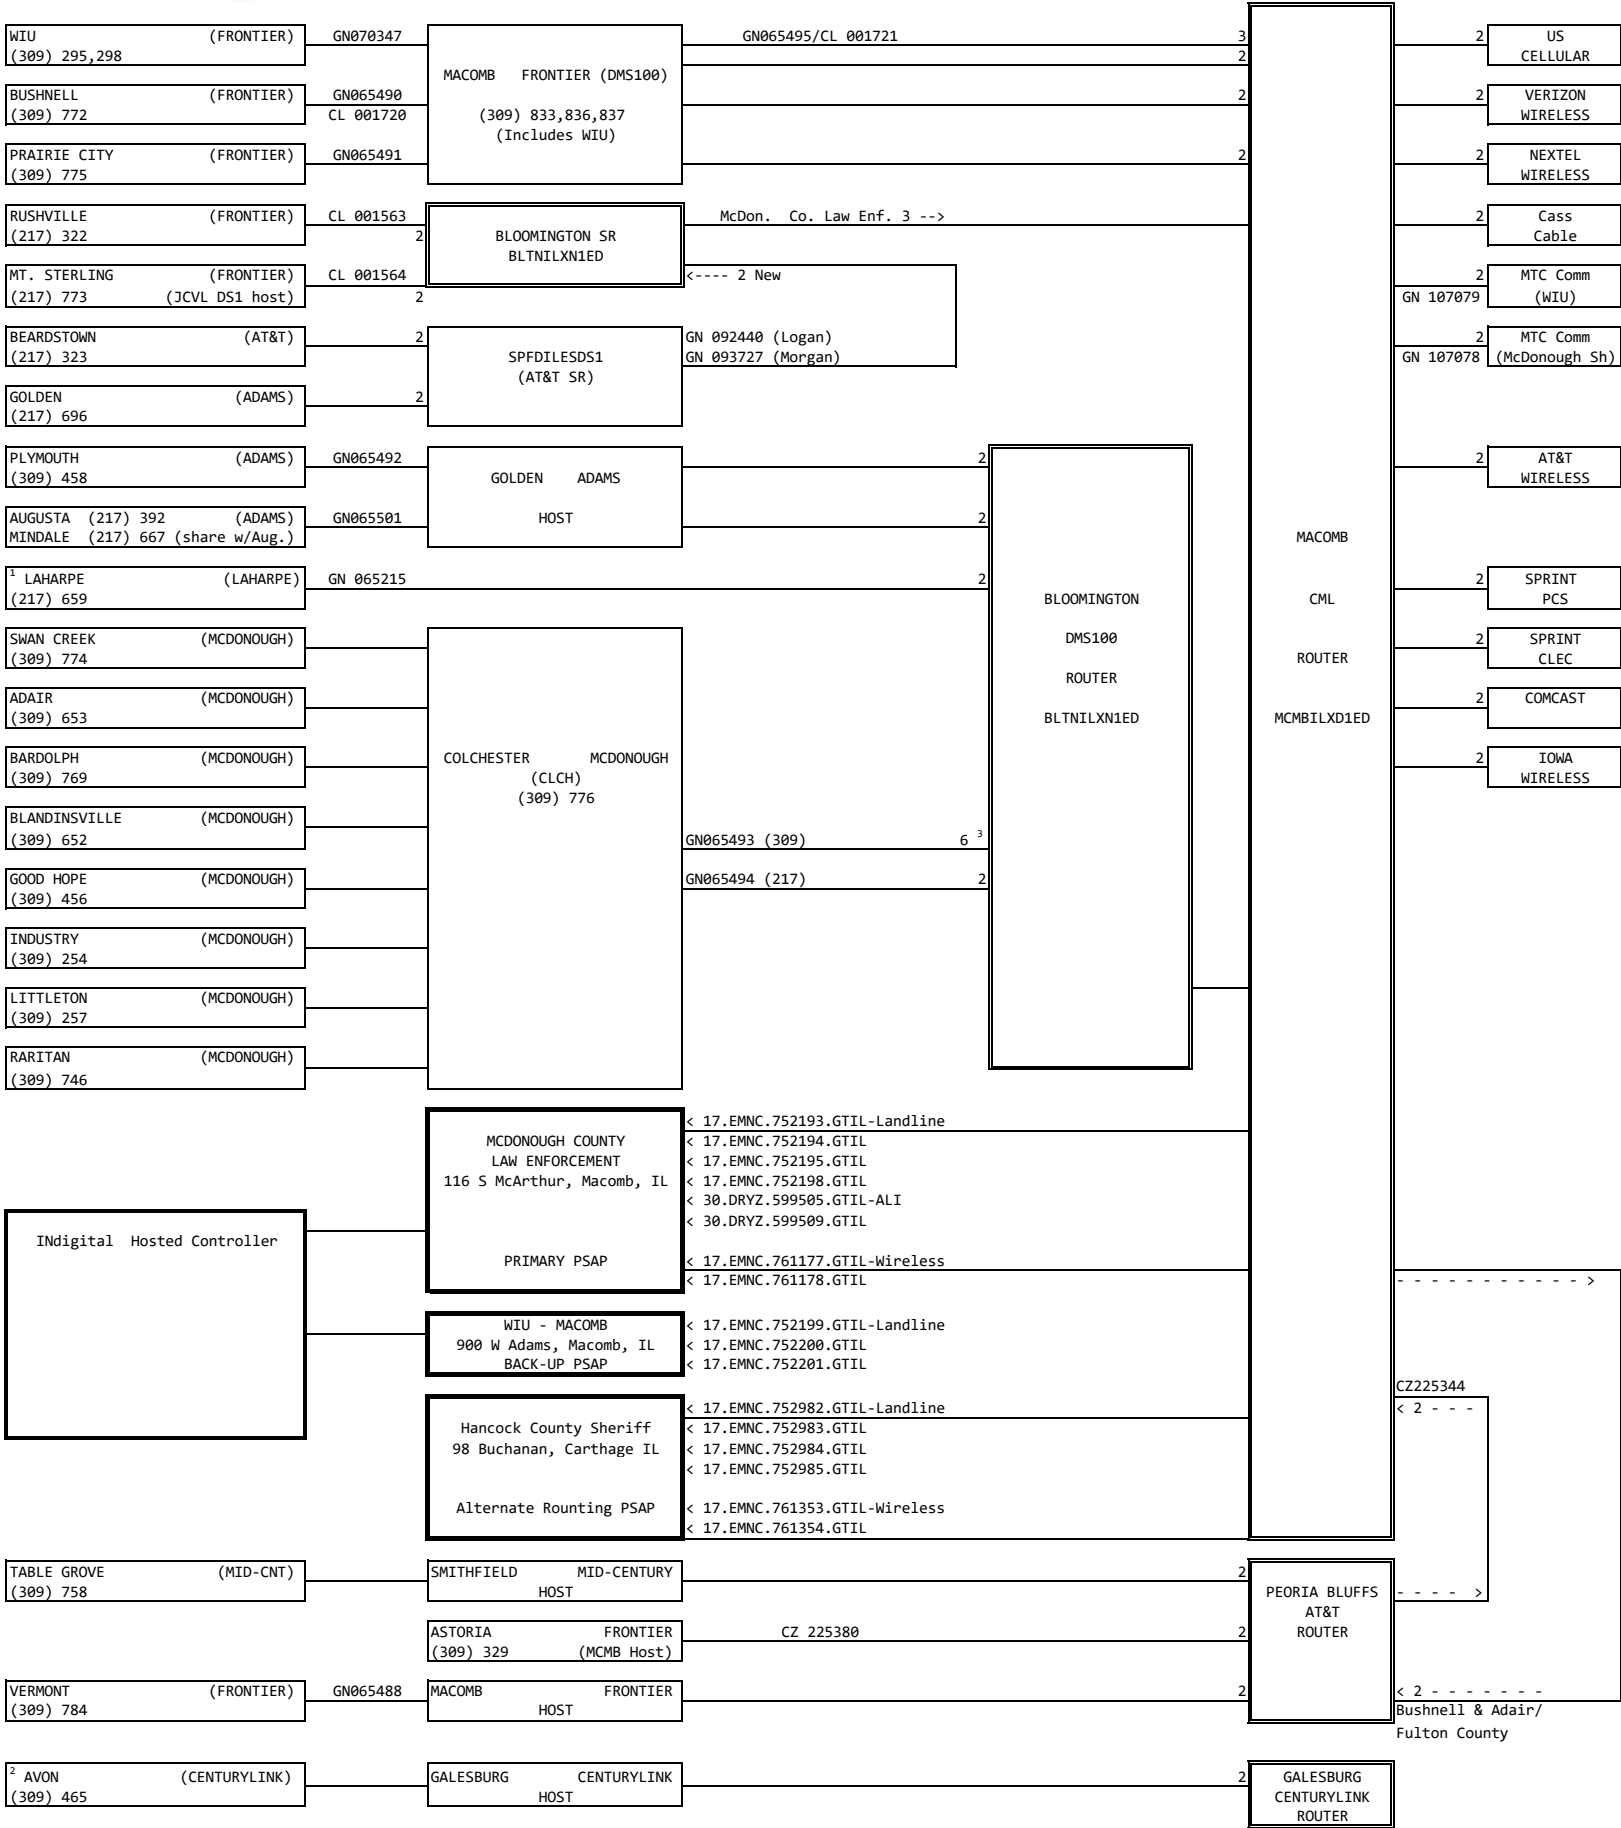 WIU (FRONTIER) GN070347 GN065495/CL 001721 3 2 US
(309) 295,298 2 CELLULAR
MACOMB FRONTIER (DMS100)
BUSHNELL (FRONTIER) GN065490 2 2 VERIZON
(309) 772 CL 001720 (309) 833,836,837 WIRELESS
(Includes WIU)
PRAIRIE CITY (FRONTIER) GN065491 2 2 NEXTEL
(309) 775 WIRELESS
RUSHVILLE (FRONTIER) CL 001563 McDon. Co. Law Enf. 3 --> 2 Cass
(217) 322 2 BLOOMINGTON SR Cable
BLTNILXN1ED
MT. STERLING (FRONTIER) CL 001564 <---- 2 New 2 MTC Comm
(217) 773 (JCVL DS1 host) 2 GN 107079 (WIU)
BEARDSTOWN (AT&T) 2 GN 092440 (Logan) 2 MTC Comm
(217) 323 SPFDILESDS1 GN 093727 (Morgan) GN 107078 (McDonough Sh)
(AT&T SR)
GOLDEN (ADAMS) 2
(217) 696
PLYMOUTH (ADAMS) GN065492 2 2 AT&T
(309) 458 GOLDEN ADAMS WIRELESS
AUGUSTA (217) 392 (ADAMS) GN065501 HOST 2
MINDALE (217) 667 (share w/Aug.) MACOMB
1 LAHARPE (LAHARPE) GN 065215 2 2 SPRINT
(217) 659 BLOOMINGTON CML PCS
SWAN CREEK (MCDONOUGH) DMS100 2 SPRINT
(309) 774 ROUTER CLEC
ROUTER
ADAIR (MCDONOUGH) 2 COMCAST
(309) 653 BLTNILXN1ED MCMBILXD1ED
BARDOLPH (MCDONOUGH) COLCHESTER MCDONOUGH 2 IOWA
(309) 769 (CLCH) WIRELESS
(309) 776
BLANDINSVILLE (MCDONOUGH)
(309) 652 GN065493 (309) 6 3
GOOD HOPE (MCDONOUGH) GN065494 (217) 2
(309) 456
INDUSTRY (MCDONOUGH)
(309) 254
LITTLETON (MCDONOUGH)
(309) 257
RARITAN (MCDONOUGH)
(309) 746
< 17.EMNC.752193.GTIL-Landline
MCDONOUGH COUNTY < 17.EMNC.752194.GTIL
LAW ENFORCEMENT < 17.EMNC.752195.GTIL
116 S McArthur, Macomb, IL < 17.EMNC.752198.GTIL
< 30.DRYZ.599505.GTIL-ALI
< 30.DRYZ.599509.GTIL
INdigital Hosted Controller
PRIMARY PSAP < 17.EMNC.761177.GTIL-Wireless
< 17.EMNC.761178.GTIL - - - - - - - - - - - >
WIU - MACOMB < 17.EMNC.752199.GTIL-Landline
900 W Adams, Macomb, IL < 17.EMNC.752200.GTIL
BACK-UP PSAP < 17.EMNC.752201.GTIL
CZ225344
< 17.EMNC.752982.GTIL-Landline < 2 - - -
Hancock County Sheriff < 17.EMNC.752983.GTIL
98 Buchanan, Carthage IL < 17.EMNC.752984.GTIL
< 17.EMNC.752985.GTIL
Alternate Rounting PSAP < 17.EMNC.761353.GTIL-Wireless
< 17.EMNC.761354.GTIL
TABLE GROVE (MID-CNT) SMITHFIELD MID-CENTURY 2
(309) 758 HOST PEORIA BLUFFS - - - - >
AT&T
ASTORIA FRONTIER CZ 225380 2 ROUTER
(309) 329 (MCMB Host)
VERMONT (FRONTIER) GN065488 MACOMB FRONTIER 2 < 2 - - - - - - -
(309) 784 HOST Bushnell & Adair/
Fulton County
2 AVON (CENTURYLINK) GALESBURG CENTURYLINK 2 GALESBURG
(309) 465 HOST CENTURYLINK
ROUTER